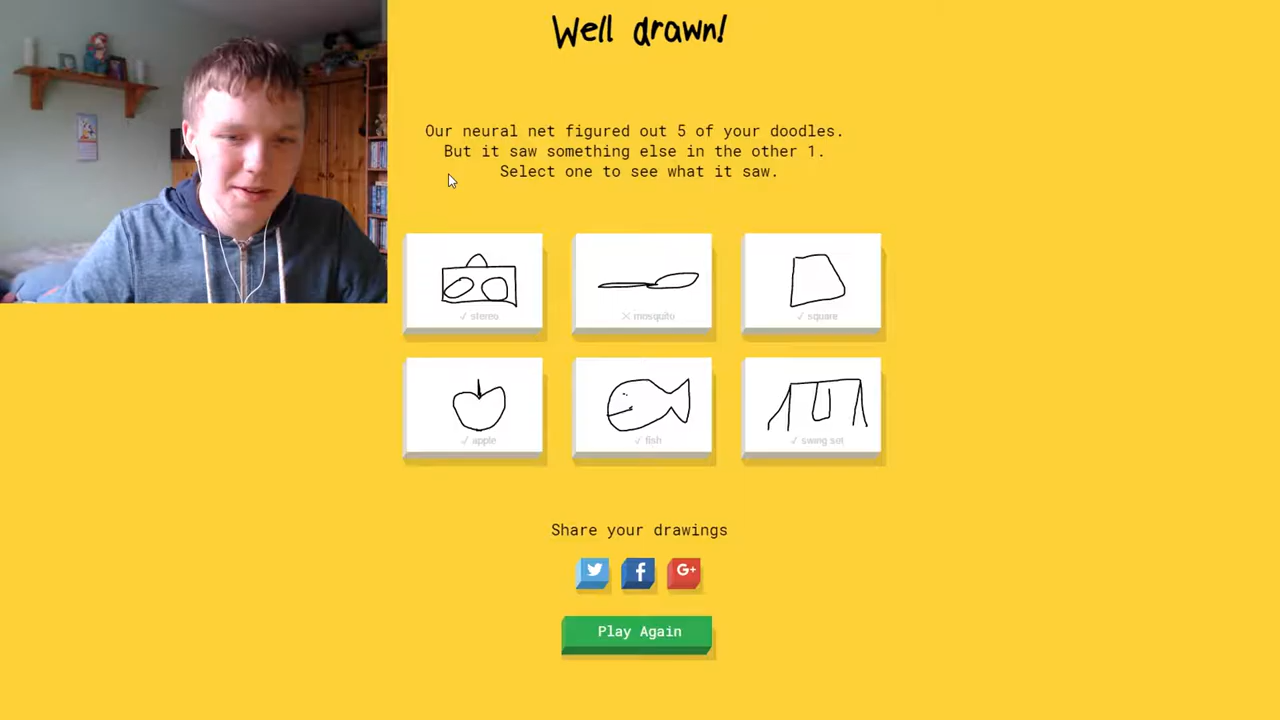 Well drawn!
Our neural net figured out 5 of your doodles.
But it saw something else in the other 1.
Select one to see what it saw.
✓ stereo
✕ mosquito
✓ square
✓ apple
✓ fish
✓ swing set
Share your drawings
f
G+
Play Again